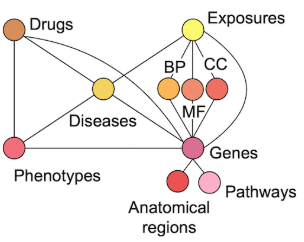 Drugs
Exposures
BP
CC
MF
Diseases
Genes
Phenotypes
Pathways
Anatomical
regions